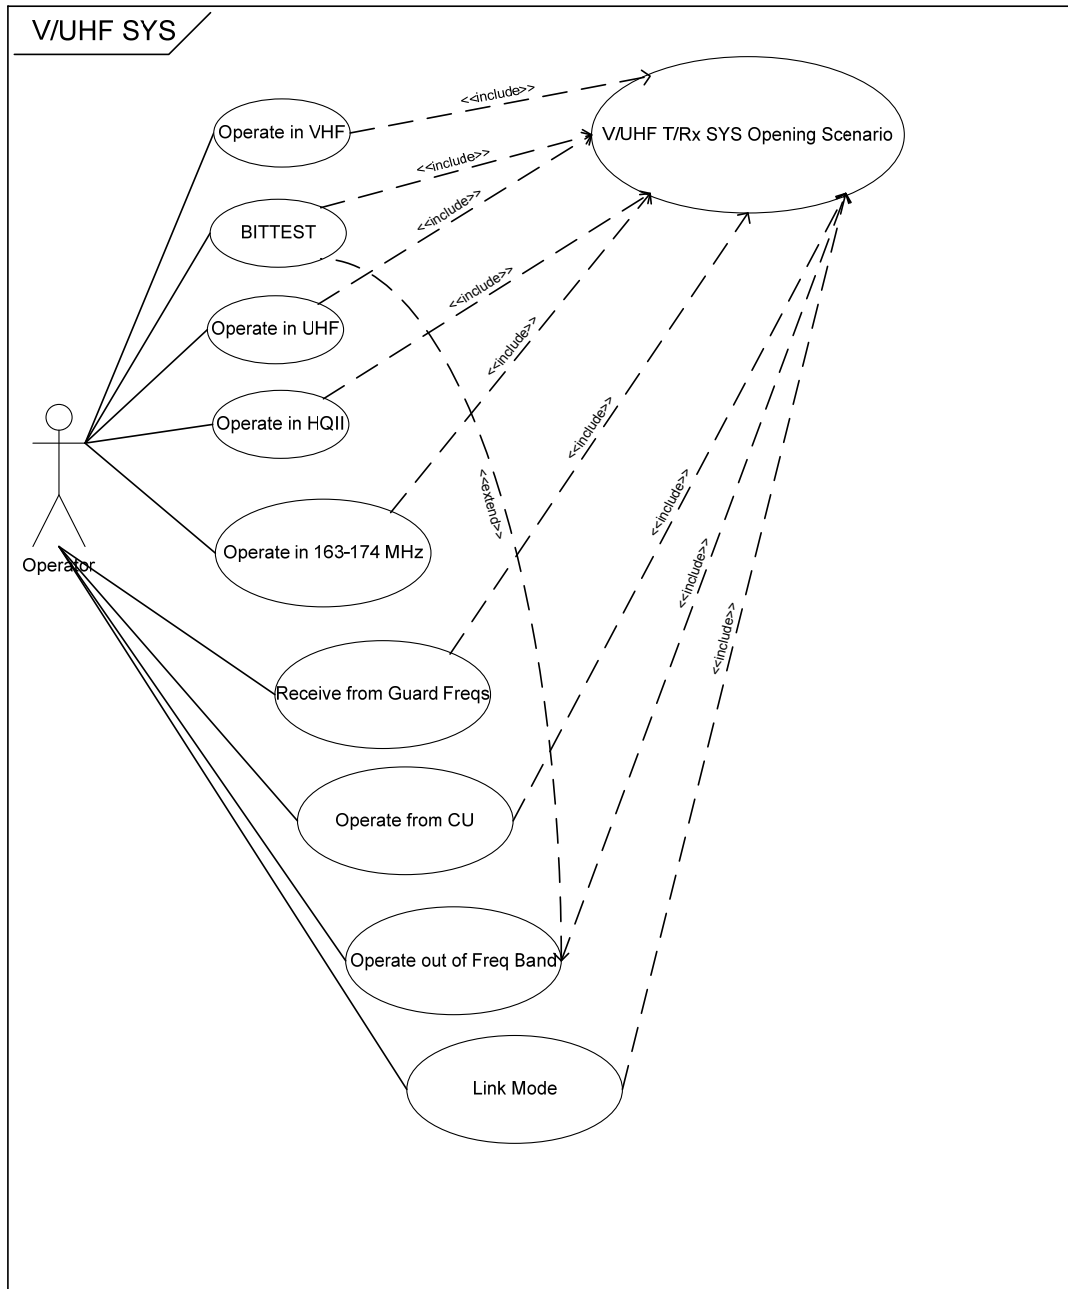 V/UHF SYS
Operate in VHF
<<include>>
V/UHF T/Rx SYS Opening Scenario
<<include>>
BITTEST
<<include>>
Operate in UHF
<<include>>
<<include>>
Operate in HQII
<<include>>
<<extend>>
<<include>>
Operate in 163-174 MHz
Operator
<<include>>
<<include>>
Receive from Guard Freqs
Operate from CU
Operate out of Freq Band
Link Mode